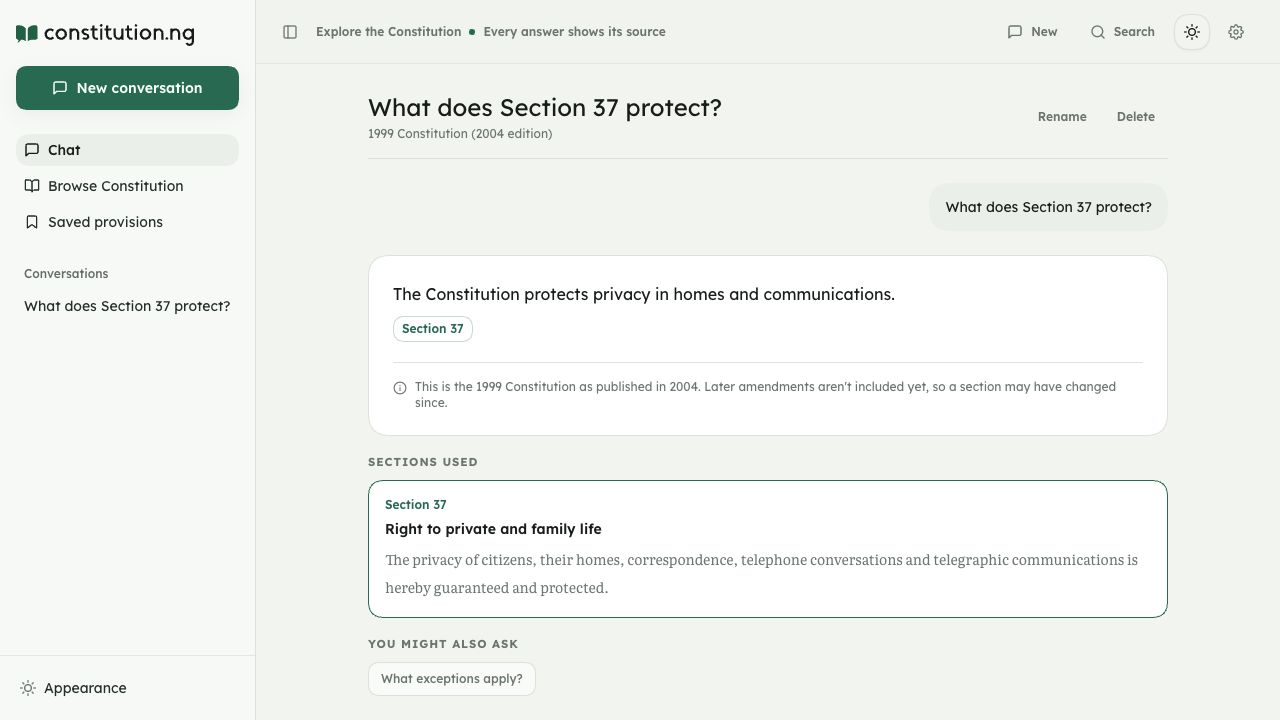 constitution.ng
New conversation
Chat
Browse Constitution
Saved provisions
Conversations
What does Section 37 protect?
Appearance
Explore the Constitution • Every answer shows its source
New
Search
What does Section 37 protect?
1999 Constitution (2004 edition)
Rename
Delete
What does Section 37 protect?
The Constitution protects privacy in homes and communications.
Section 37
This is the 1999 Constitution as published in 2004. Later amendments aren't included yet, so a section may have changed
since.
SECTIONS USED
Section 37
Right to private and family life
The privacy of citizens, their homes, correspondence, telephone conversations and telegraphic communications is
hereby guaranteed and protected.
YOU MIGHT ALSO ASK
What exceptions apply?